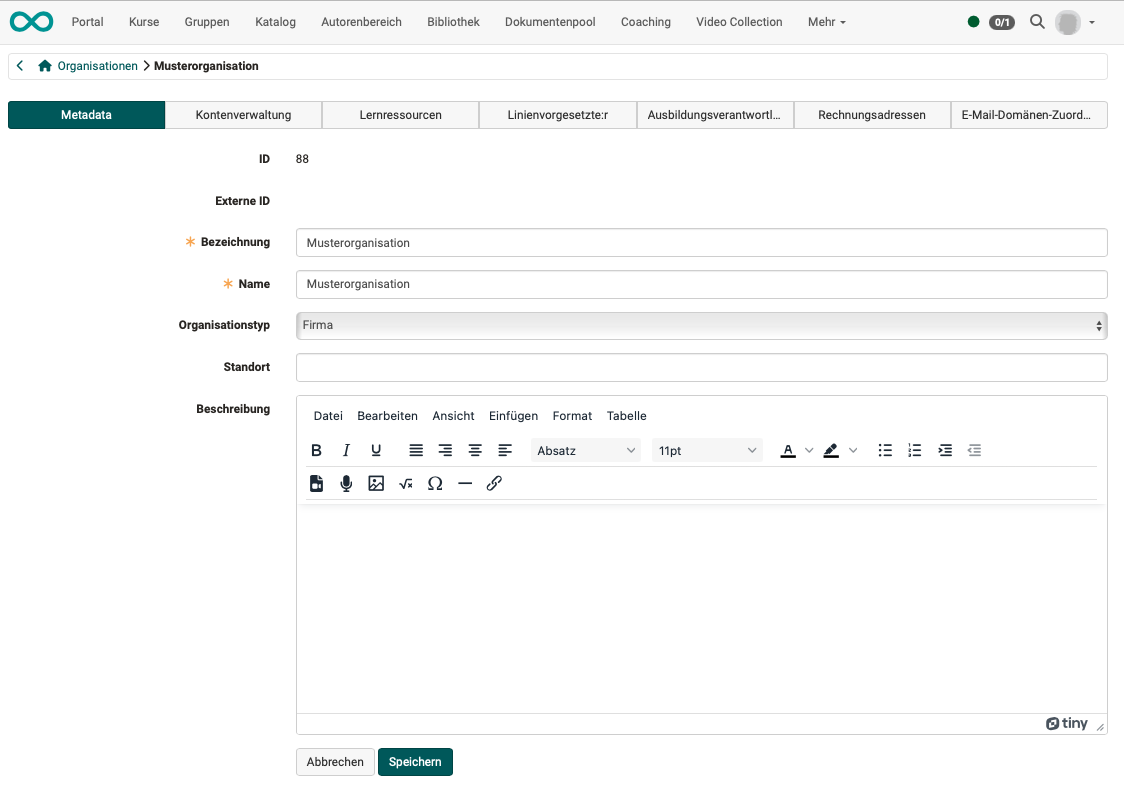 Portal Kurse Gruppen Katalog Autorenbereich Bibliothek Dokumentenpool Coaching Video Collection Mehr 0/1
Organisationen Musterorganisation
Metadata Kontenverwaltung Lernressourcen Linienvorgesetzte:r Ausbildungsverantwortl... Rechnungsadressen E-Mail-Domänen-Zuord...
ID 88
Externe ID
Bezeichnung Musterorganisation
Name Musterorganisation
Organisationstyp Firma
Standort
Beschreibung
Datei Bearbeiten Ansicht Einfügen Format Tabelle
B I U Absatz 11pt A
Ω
tiny
Abbrechen Speichern